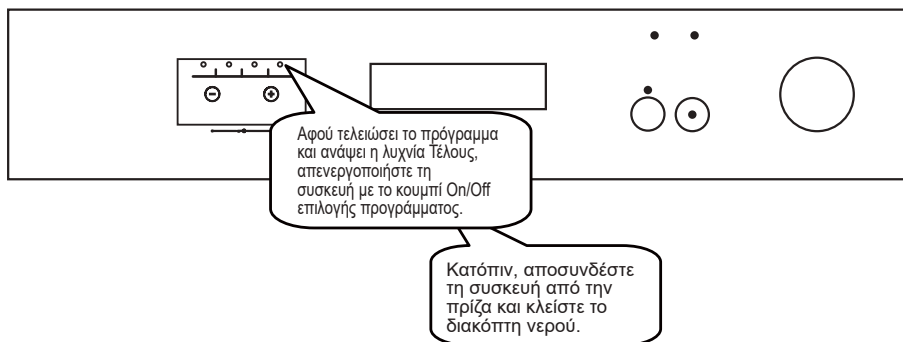 Αφού τελειώσει το πρόγραμμα
και ανάψει η λυχνία Τέλους,
απενεργοποιήστε τη
συσκευή με το κουμπί On/Off
επιλογής προγράμματος.
Κατόπιν, αποσυνδέστε
τη συσκευή από την
πρίζα και κλείστε το
διακόπτη νερού.